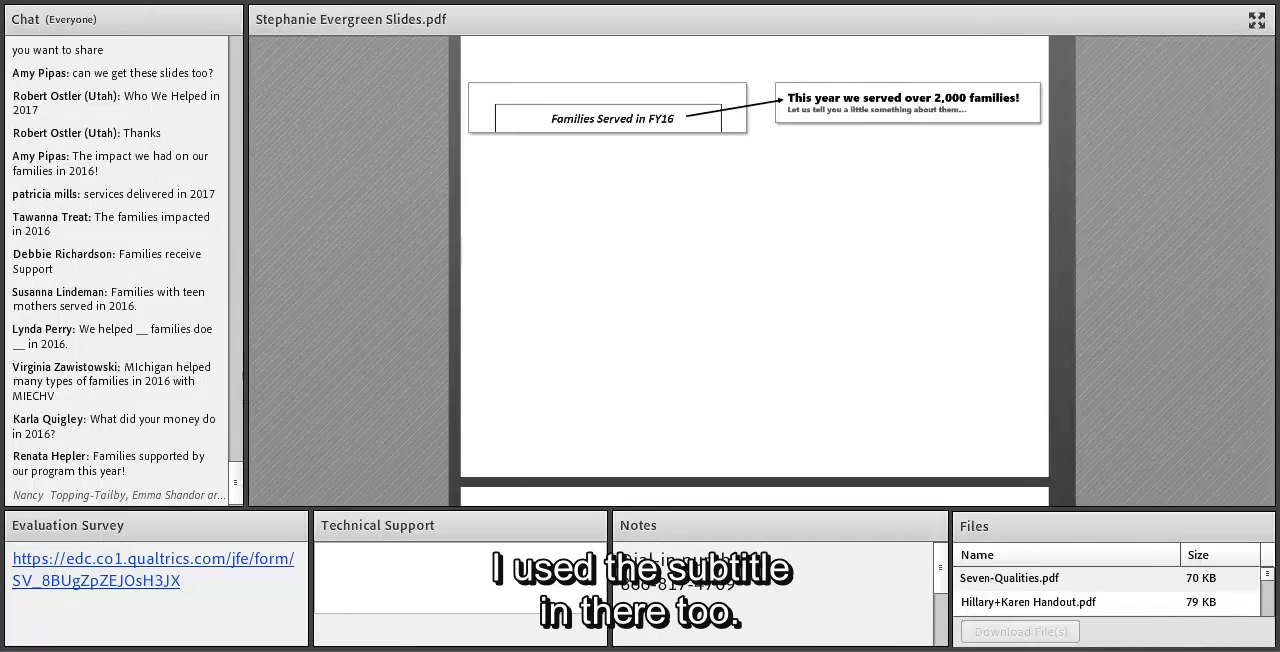 Chat (Everyone)
you want to share
Amy Pipas: can we get these slides too?
Robert Ostler (Utah): Who We Helped in
2017
Robert Ostler (Utah): Thanks
Amy Pipas: The impact we had on our
families in 2016!
patricia mills: services delivered in 2017
Tawanna Treat: The families impacted
in 2016
Debbie Richardson: Families receive
Support
Susanna Lindeman: Families with teen
mothers served in 2016.
Lynda Perry: We helped __ families doe
__ in 2016.
Virginia Zawistowski: MIchigan helped
many types of families in 2016 with
MIECHV
Karla Quigley: What did your money do
in 2016?
Renata Hepler: Families supported by
our program this year!
Nancy Topping-Tailby, Emma Shandor ar...
Stephanie Evergreen Slides.pdf
Families Served in FY16
This year we served over 2,000 families!
Let us tell you a little something about them...
Evaluation Survey
https://edc.co1.qualtrics.com/jfe/form/
SV_8BUgZpZEJOsH3JX
Technical Support
Notes
I used the subtitle
in there too.
Files
Name Size
Seven-Qualities.pdf 70 KB
Hillary+Karen Handout.pdf 79 KB
Download File(s)